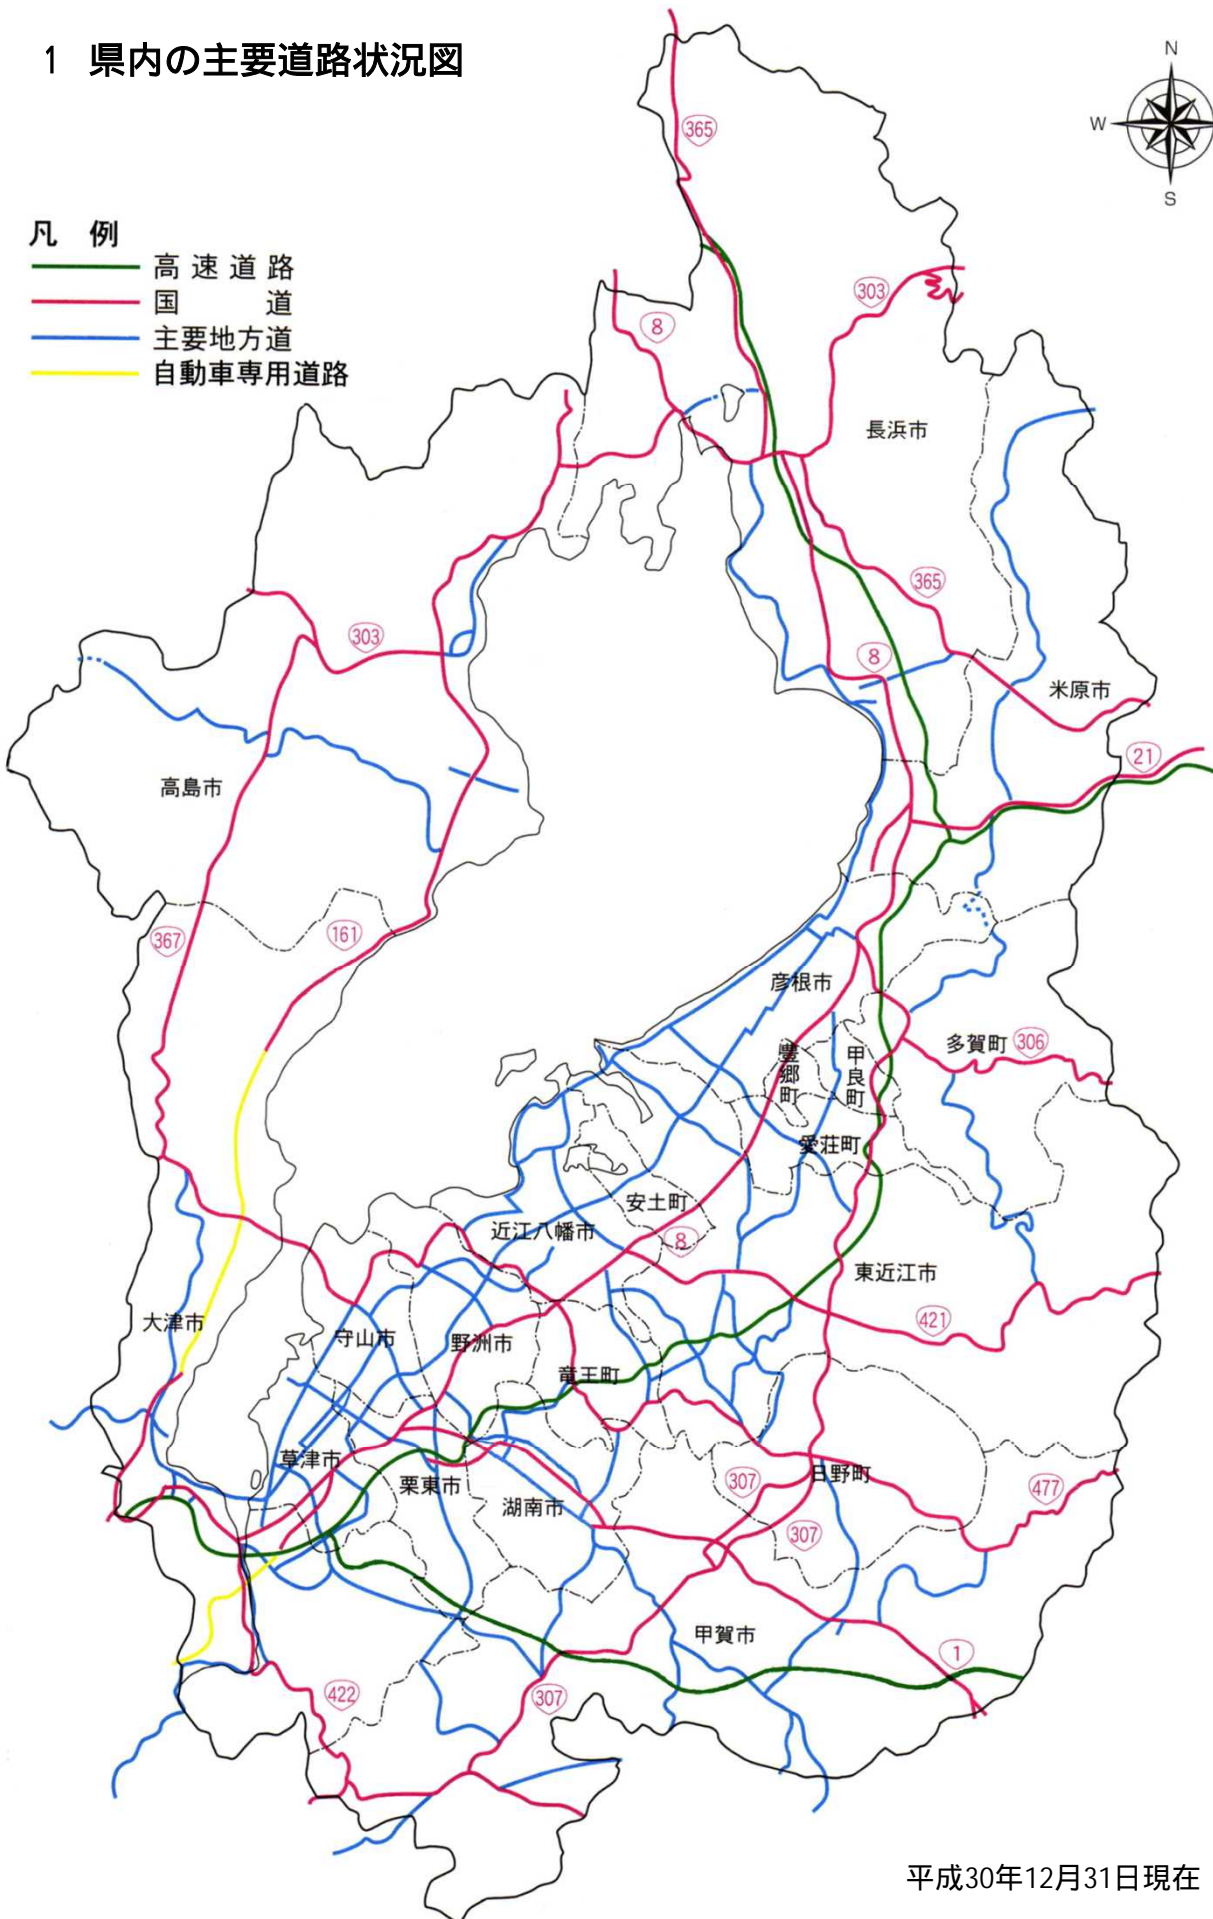 1 県内の主要道路状況図
N
W
S
凡 例
高速道路
国 道
主要地方道
自動車専用道路
365
303
8
長浜市
365
303
8
米原市
21
高島市
367
161
彦根市
豊郷町
甲良町
多賀町
306
愛荘町
安土町
近江八幡市
8
東近江市
大津市
守山市
野洲市
421
竜王町
草津市
栗東市
湖南市
307
日野町
477
307
甲賀市
1
422
307
平成30年12月31日現在